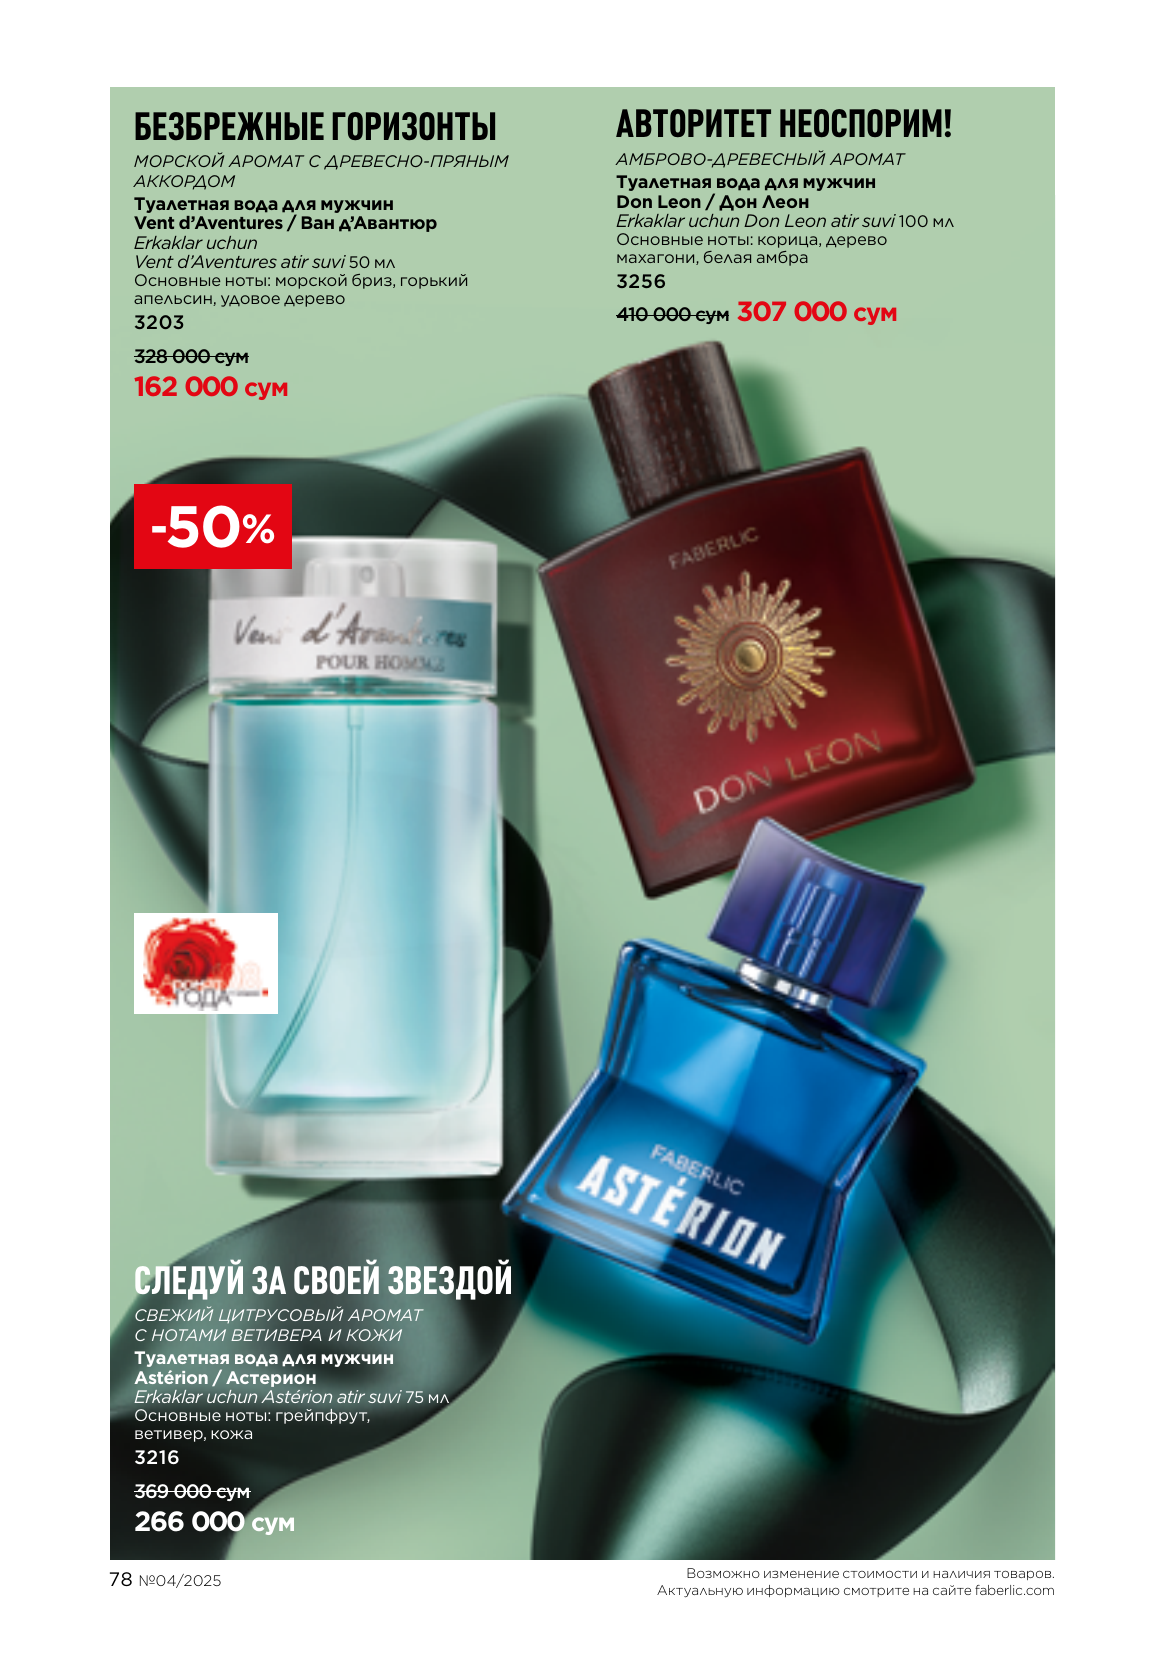 БЕЗБРЕЖНЫЕ ГОРИЗОНТЫ
МОРСКОЙ АРОМАТ С ДРЕВЕСНО-ПРЯНЫМ
АККОРДОМ
Туалетная вода для мужчин
Vent d'Aventures / Ван д'Авантюр
Erkaklar uchun
Vent d'Aventures atir suvi 50 мл
Основные ноты: морской бриз, горький
апельсин, удовое дерево
3203
328 000 сум
162 000 сум
АВТОРИТЕТ НЕОСПОРИМ!
АМБРОВО-ДРЕВЕСНЫЙ АРОМАТ
Туалетная вода для мужчин
Don Leon / Дон Леон
Erkaklar uchun Don Leon atir suvi 100 мл
Основные ноты: корица, дерево
махагони, белая амбра
3256
410 000 сум 307 000 сум
-50%
Vent d'Aventures
POUR HOMME
FABERLIC
DON LEON
Аромат
ГОДА
FABERLIC
ASTÉRION
СЛЕДУЙ ЗА СВОЕЙ ЗВЕЗДОЙ
СВЕЖИЙ ЦИТРУСОВЫЙ АРОМАТ
С НОТАМИ ВЕТИВЕРА И КОЖИ
Туалетная вода для мужчин
Astérion / Астерион
Erkaklar uchun Astérion atir suvi 75 мл
Основные ноты: грейпфрут,
ветивер, кожа
3216
369 000 сум
266 000 сум
78 №04/2025
Возможно изменение стоимости и наличия товаров.
Актуальную информацию смотрите на сайте faberlic.com